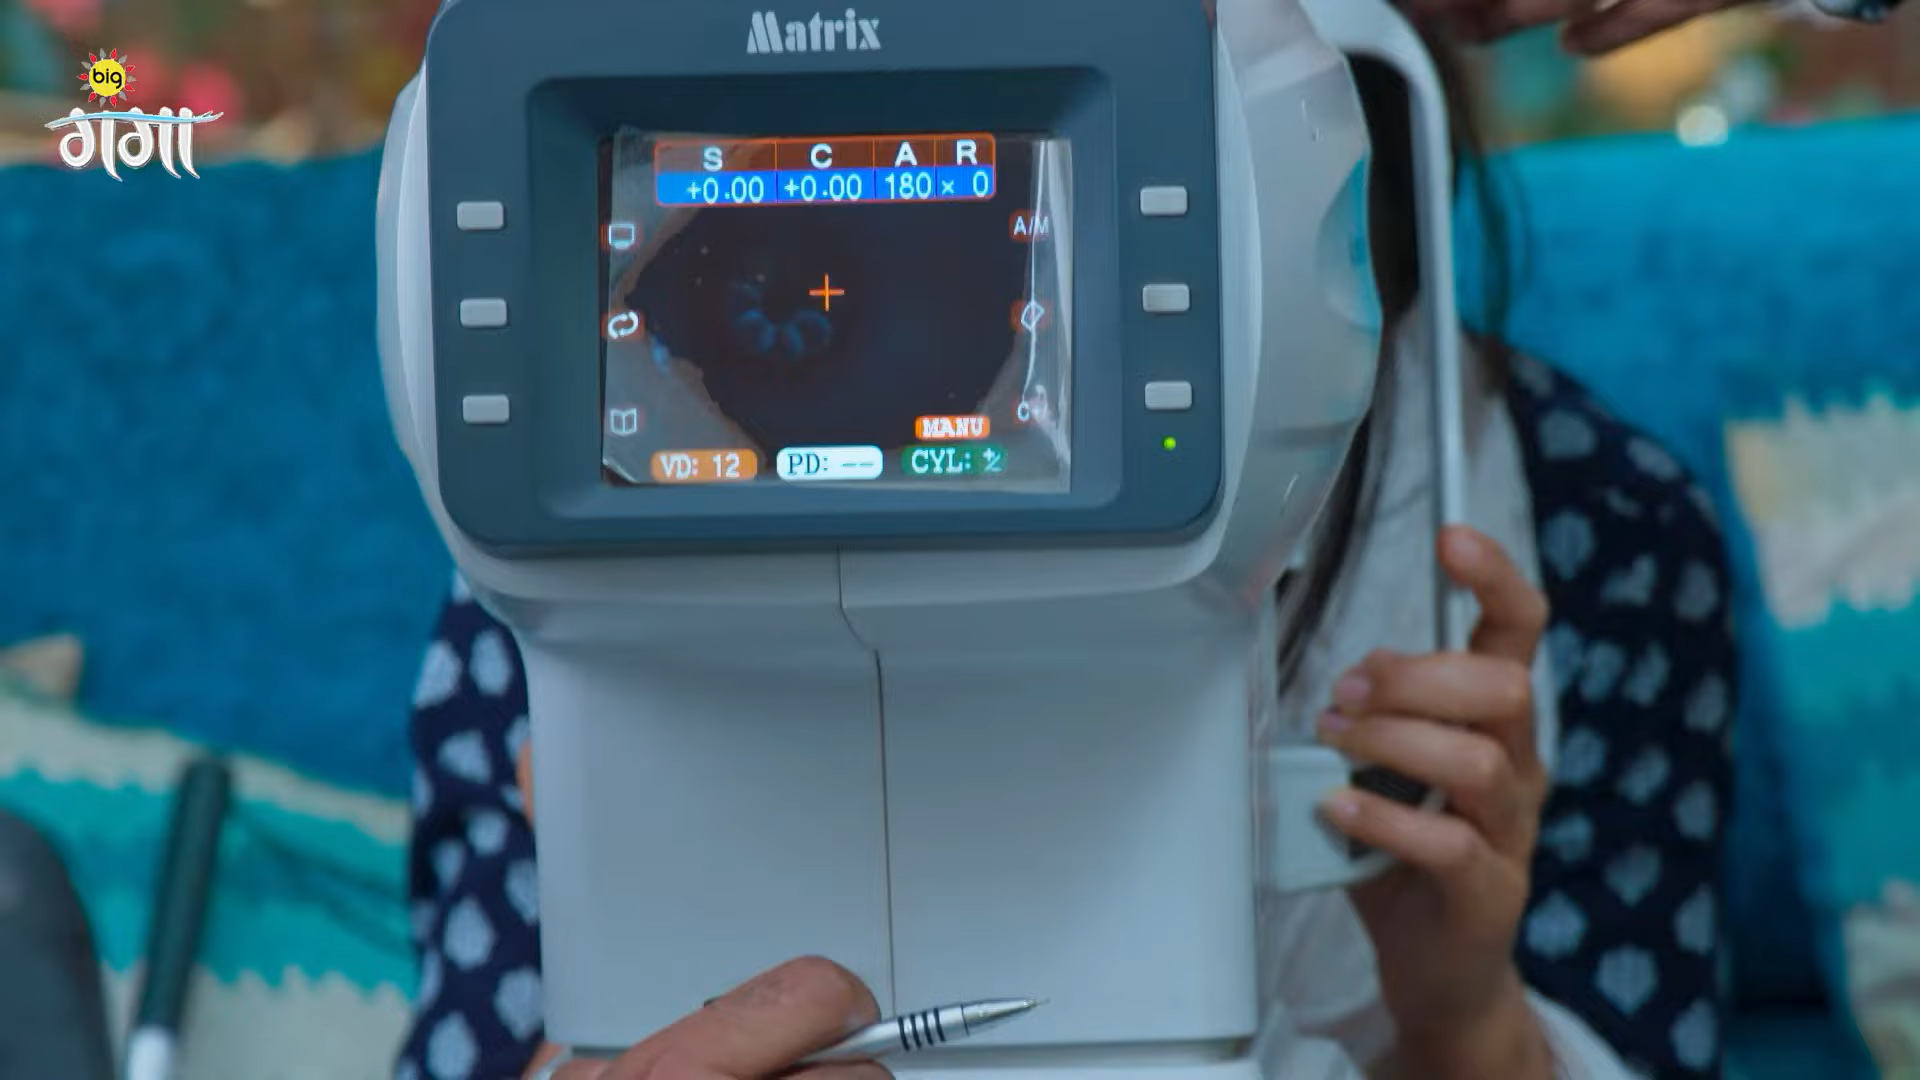 Matrix
big
गंगा
S C A R
+0.00 +0.00 180 × 0
A/M
MANU
VD: 12 PD: -- CYL: ±